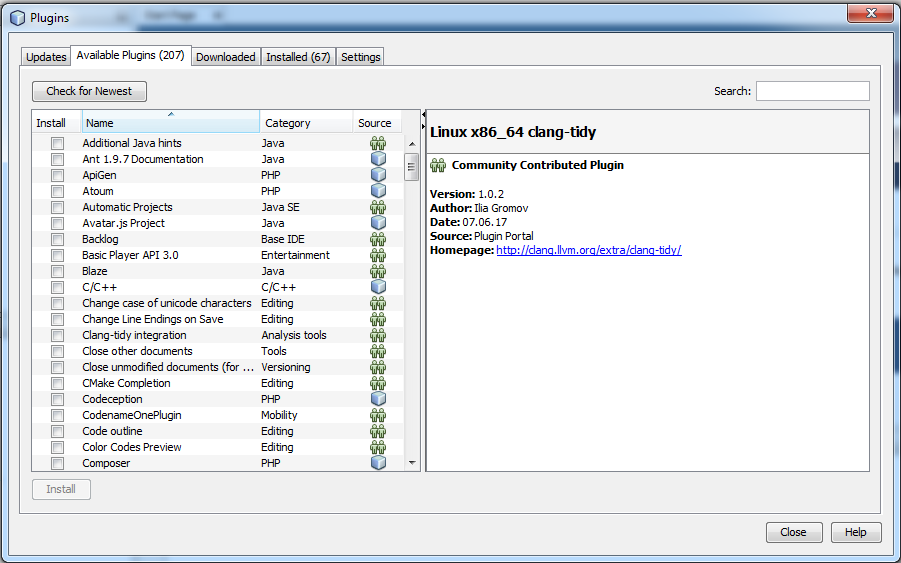 Plugins
Updates Available Plugins (207) Downloaded Installed (67) Settings
Check for Newest Search:
Install Name Category Source
Additional Java hints Java
Ant 1.9.7 Documentation Java
ApiGen PHP
Atoum PHP
Automatic Projects Java SE
Avatar.js Project Java
Backlog Base IDE
Basic Player API 3.0 Entertainment
Blaze Java
C/C++ C/C++
Change case of unicode characters Editing
Change Line Endings on Save Editing
Clang-tidy integration Analysis tools
Close other documents Tools
Close unmodified documents (for ... Versioning
CMake Completion Editing
Codeception PHP
CodenameOnePlugin Mobility
Code outline Editing
Color Codes Preview Editing
Composer PHP
Linux x86_64 clang-tidy
Community Contributed Plugin
Version: 1.0.2
Author: Ilia Gromov
Date: 07.06.17
Source: Plugin Portal
Homepage: http://clang.llvm.org/extra/clang-tidy/
Install
Close Help